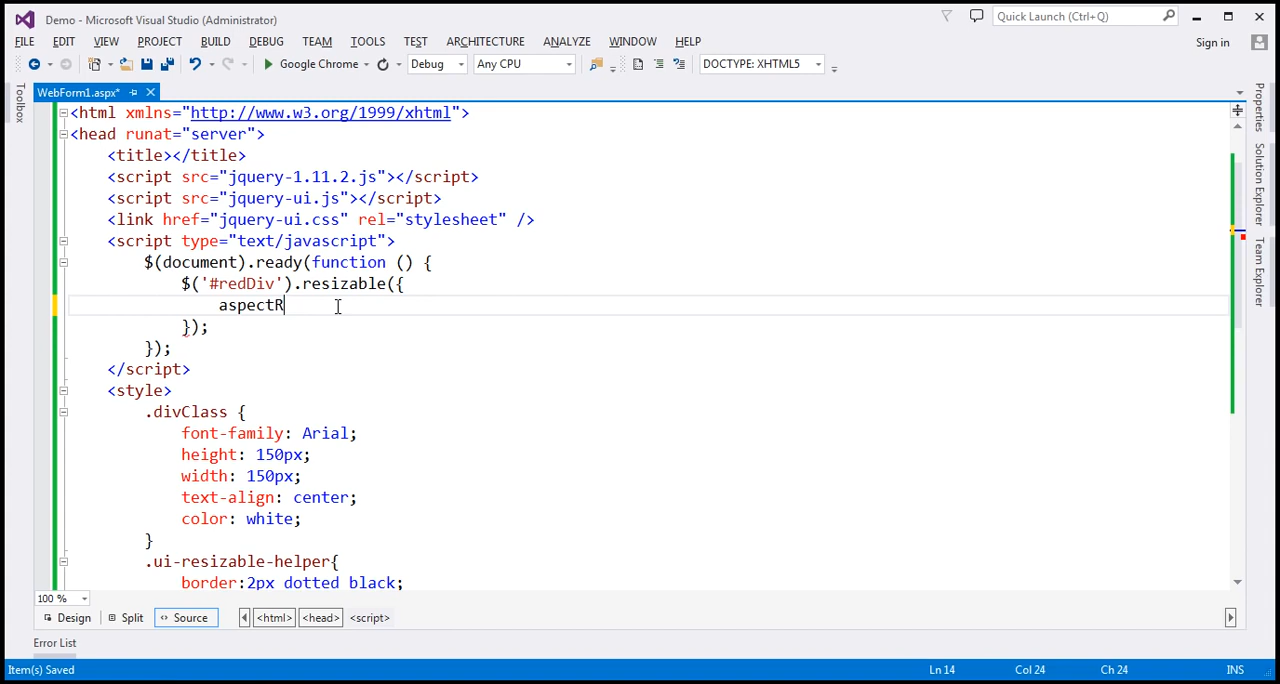 Demo - Microsoft Visual Studio (Administrator)
Quick Launch (Ctrl+Q)
FILE EDIT VIEW PROJECT BUILD DEBUG TEAM TOOLS TEST ARCHITECTURE ANALYZE WINDOW HELP
Sign in
Google Chrome Debug Any CPU DOCTYPE: XHTML5
WebForm1.aspx*
Toolbox
Properties
Solution Explorer
Team Explorer
<html xmlns="http://www.w3.org/1999/xhtml">
<head runat="server">
<title></title>
<script src="jquery-1.11.2.js"></script>
<script src="jquery-ui.js"></script>
<link href="jquery-ui.css" rel="stylesheet" />
<script type="text/javascript">
$(document).ready(function () {
$('#redDiv').resizable({
aspectR
});
});
</script>
<style>
.divClass {
font-family: Arial;
height: 150px;
width: 150px;
text-align: center;
color: white;
}
.ui-resizable-helper{
border:2px dotted black;
100 %
Design Split Source <html> <head> <script>
Error List
Item(s) Saved Ln 14 Col 24 Ch 24 INS